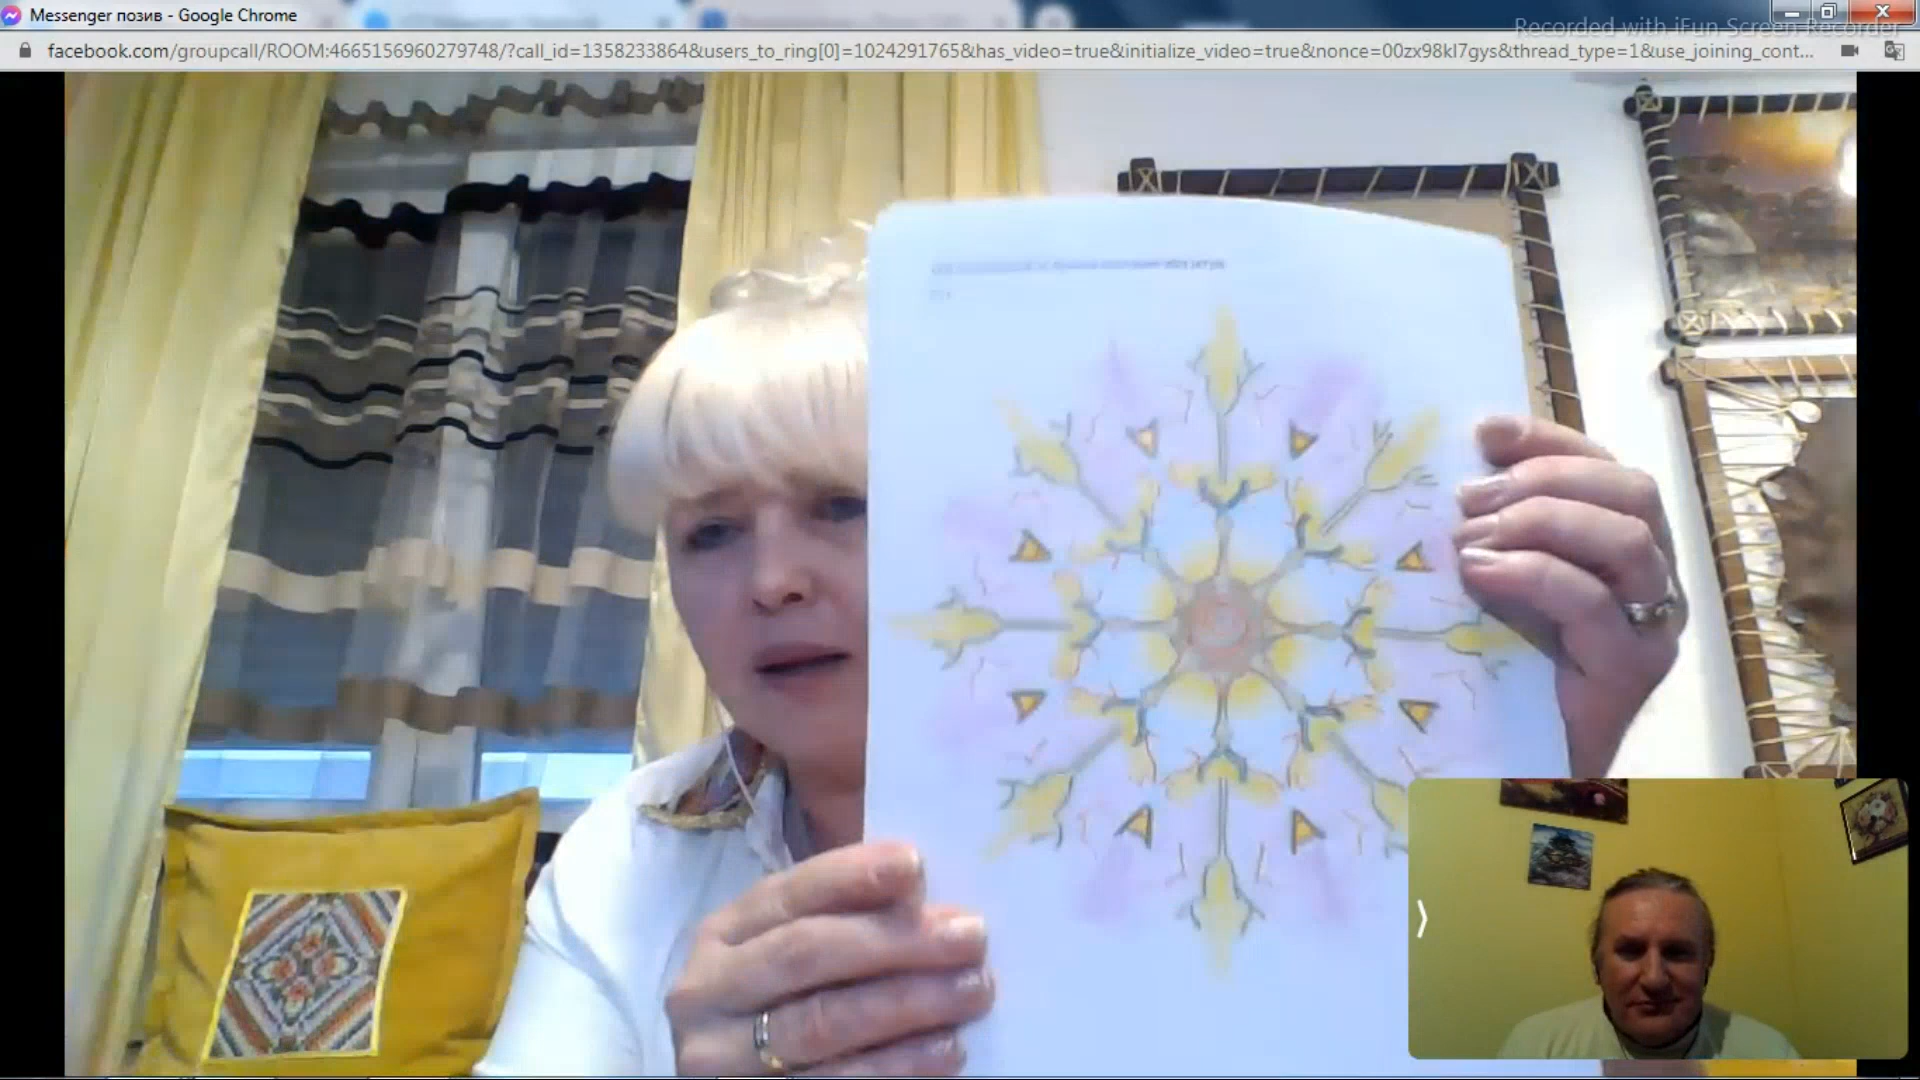 Messenger позив - Google Chrome
Recorded with iFun Screen Recorder
facebook.com/groupcall/ROOM:4665156960279748/?call_id=1358233864&users_to_ring[0]=10242917658&has_video=true&initialize_video=true&nonce=00zx98kl7gys&thread_type=1&use_joining_cont...